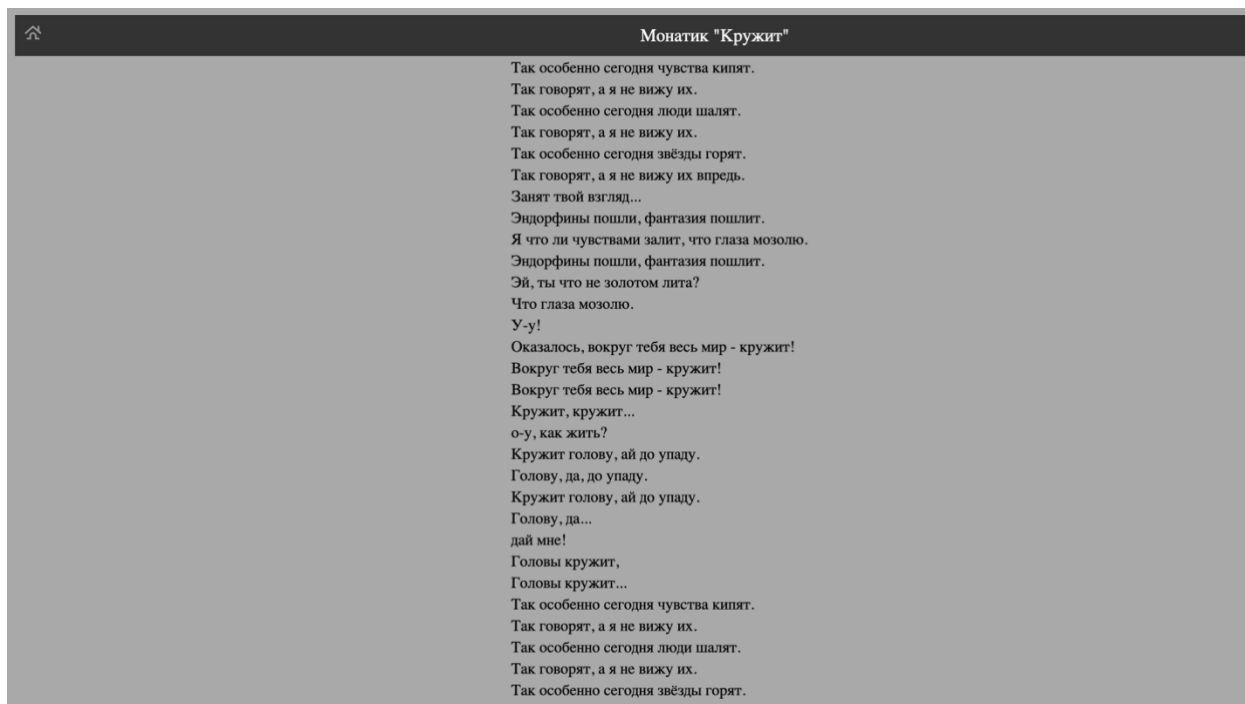 Монатик "Кружит"
Так особенно сегодня чувства кипят.
Так говорят, а я не вижу их.
Так особенно сегодня люди шалят.
Так говорят, а я не вижу их.
Так особенно сегодня звёзды горят.
Так говорят, а я не вижу их впредь.
Занят твой взгляд...
Эндорфины пошли, фантазия пошлит.
Я что ли чувствами залит, что глаза мозолю.
Эндорфины пошли, фантазия пошлит.
Эй, ты что не золотом лита?
Что глаза мозолю.
У-у!
Оказалось, вокруг тебя весь мир - кружит!
Вокруг тебя весь мир - кружит!
Вокруг тебя весь мир - кружит!
Кружит, кружит...
о-у, как жить?
Кружит голову, ай до упаду.
Голову, да, до упаду.
Кружит голову, ай до упаду.
Голову, да...
дай мне!
Головы кружит,
Головы кружит...
Так особенно сегодня чувства кипят.
Так говорят, а я не вижу их.
Так особенно сегодня люди шалят.
Так говорят, а я не вижу их.
Так особенно сегодня звёзды горят.